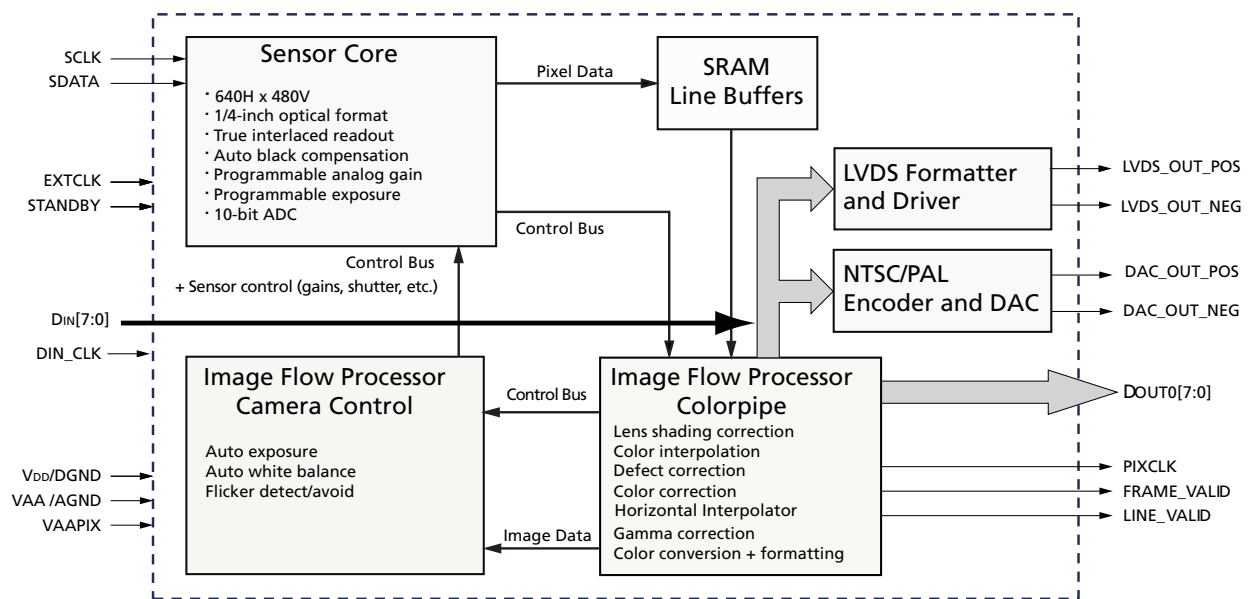 SCLK
SDATA
EXTCLK
STANDBY
DIN[7:0]
DIN_CLK
VDD/DGND
VAA /AGND
VAAPIX
Sensor Core
· 640H x 480V
· 1/4-inch optical format
· True interlaced readout
· Auto black compensation
· Programmable analog gain
· Programmable exposure
· 10-bit ADC
Pixel Data
SRAM
Line Buffers
Control Bus
Control Bus
+ Sensor control (gains, shutter, etc.)
LVDS Formatter
and Driver
NTSC/PAL
Encoder and DAC
Image Flow Processor
Camera Control
Auto exposure
Auto white balance
Flicker detect/avoid
Control Bus
Image Data
Image Flow Processor
Colorpipe
Lens shading correction
Color interpolation
Defect correction
Color correction
Horizontal Interpolator
Gamma correction
Color conversion + formatting
LVDS_OUT_POS
LVDS_OUT_NEG
DAC_OUT_POS
DAC_OUT_NEG
DOUT0[7:0]
PIXCLK
FRAME_VALID
LINE_VALID